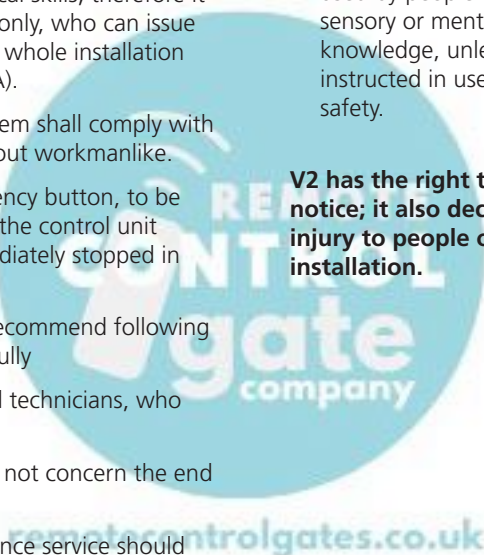 cal skills, therefore it
only, who can issue
whole installation
A).
em shall comply with
out workmanlike.
ency button, to be
the control unit
diately stopped in
ecommend following
ully
d technicians, who
not concern the end
nce service should
sensory or ment
knowledge, unle
instructed in use
safety.
V2 has the right t
notice; it also dec
injury to people o
installation.
REMOTE
CONTROL
gate
company
remotecontrolgates.co.uk